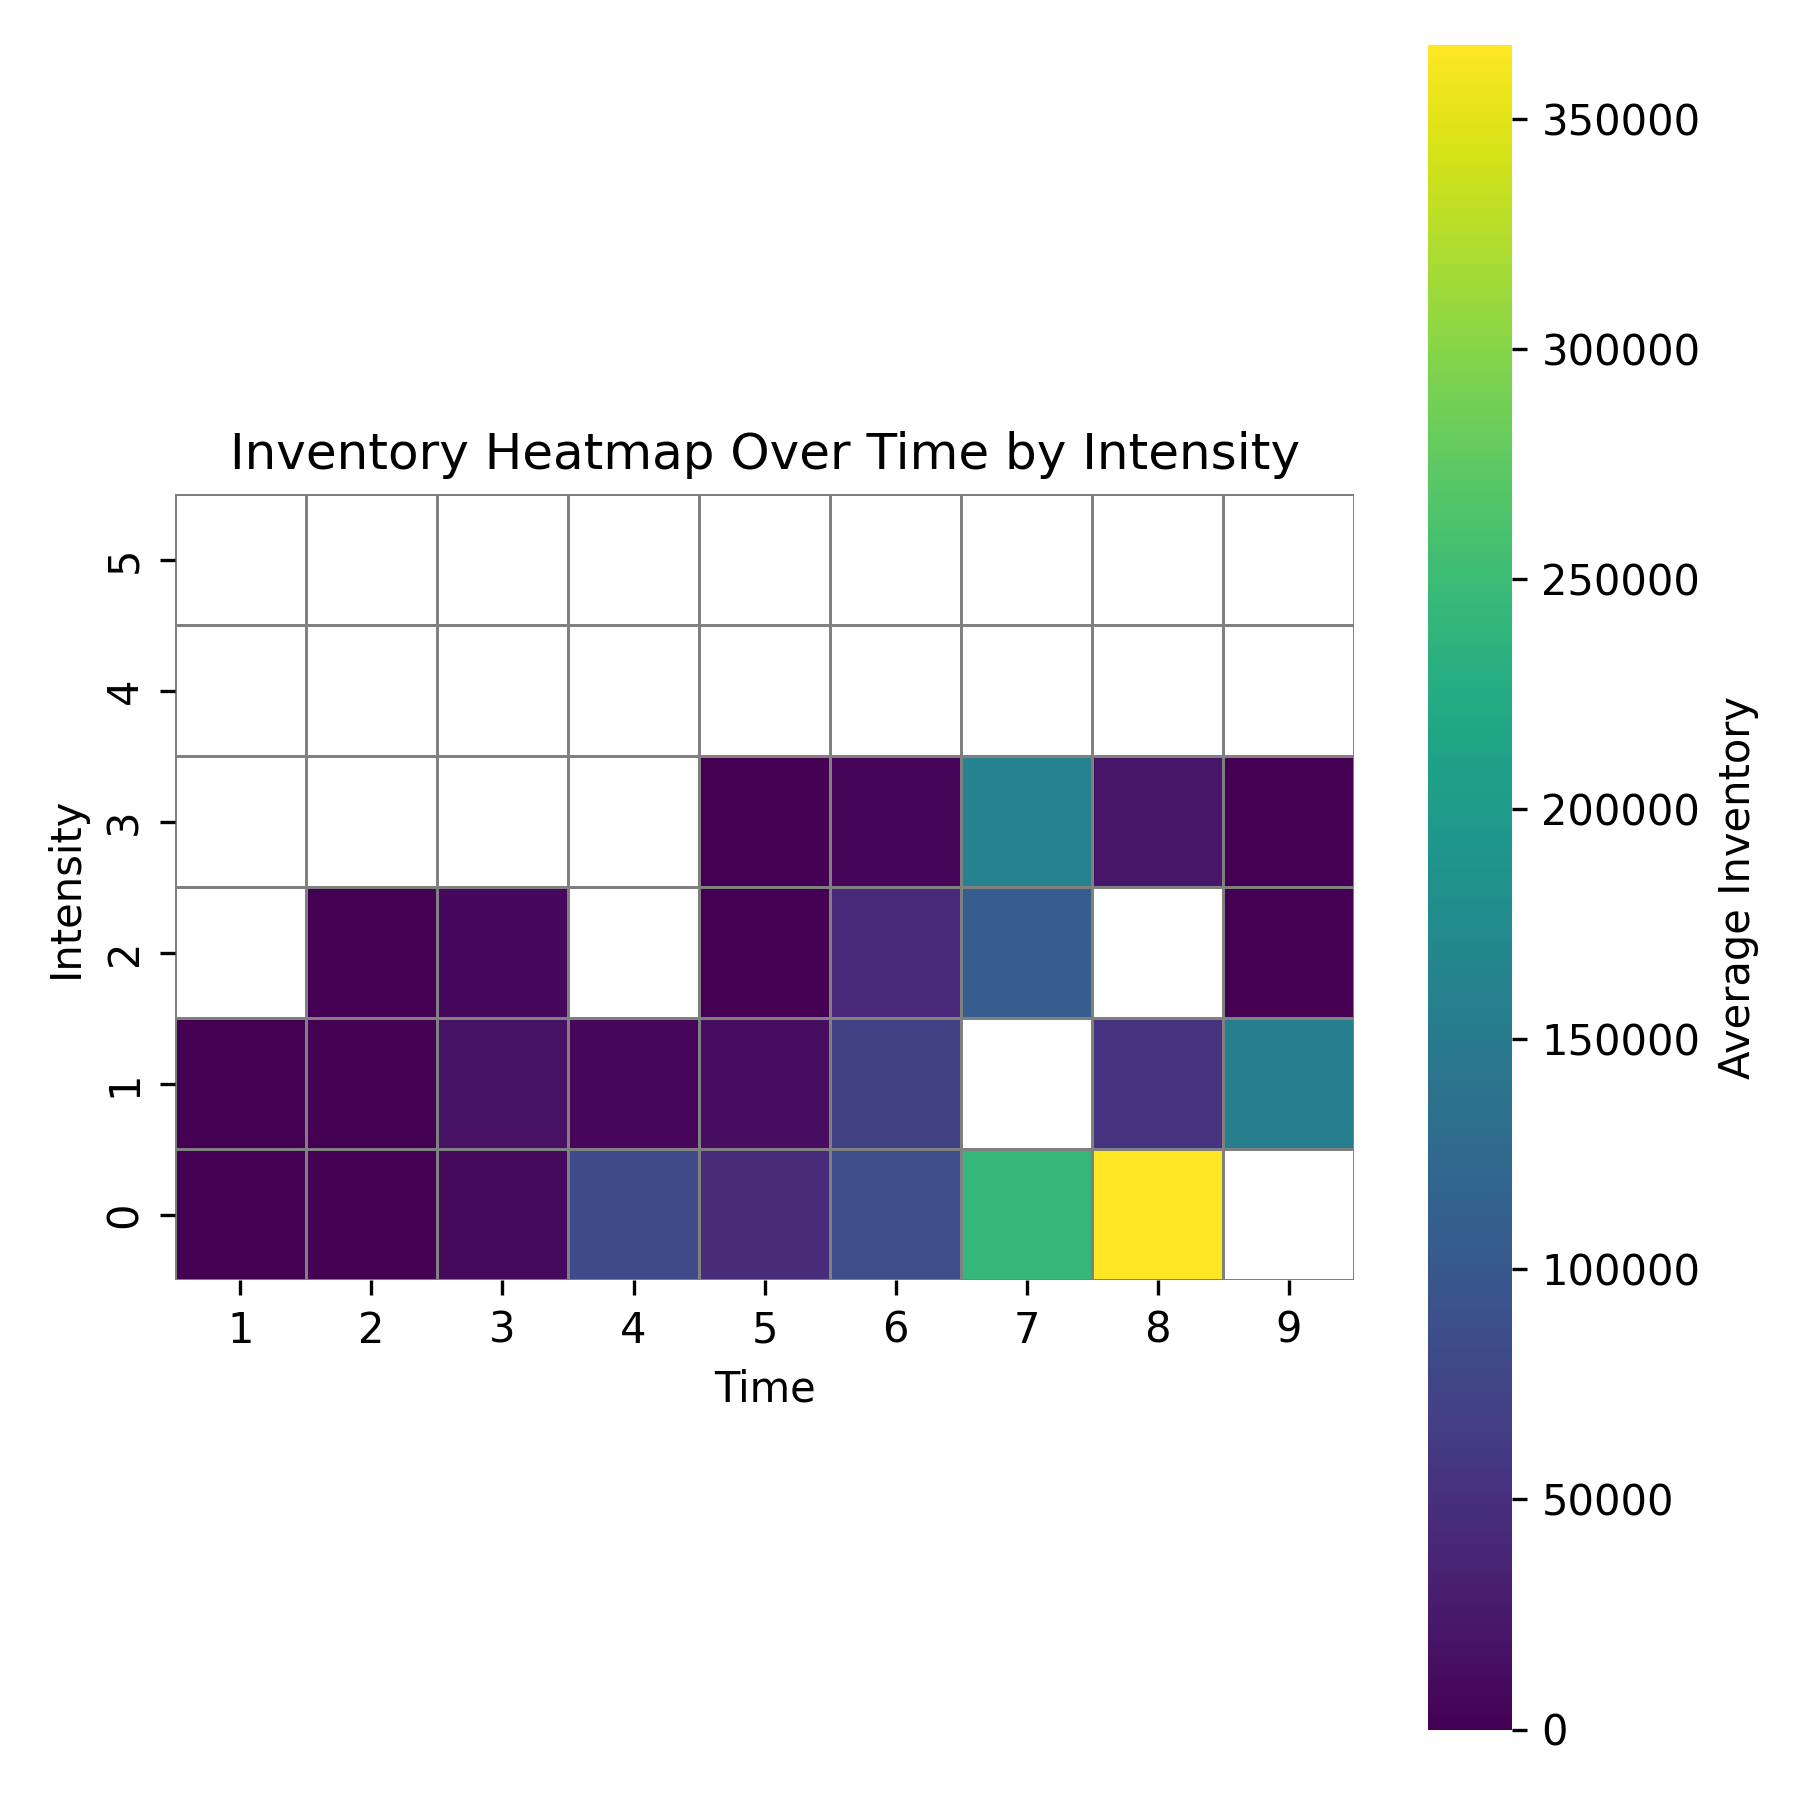 Inventory Heatmap Over Time by Intensity
Intensity
5
4
3
2
1
0
1 2 3 4 5 6 7 8 9
Time
350000
300000
250000
200000
150000
100000
50000
0
Average Inventory